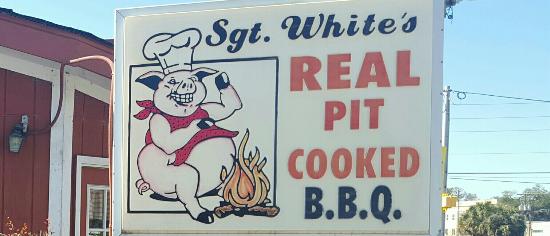 Sgt. White's
REAL
PIT
COOKED
B.B.Q.